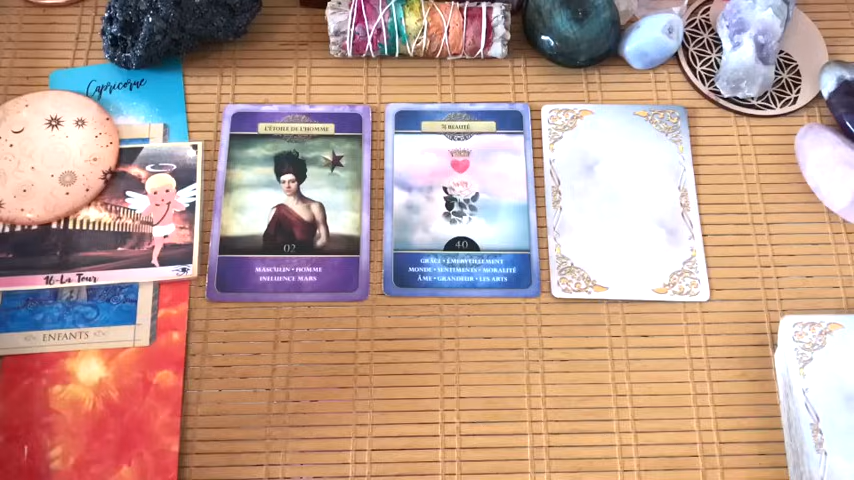 Capricorne
16-La Tour
ENFANTS
L'ÉTOILE DE L'HOMME
02
MASCULIN • HOMME
INFLUENCE MARS
BEAUTÉ
40
GRÂCE • EMBELLISSEMENT
MONDE • SENTIMENTS • MORALITÉ
ÂME • GRANDEUR • LES ARTS